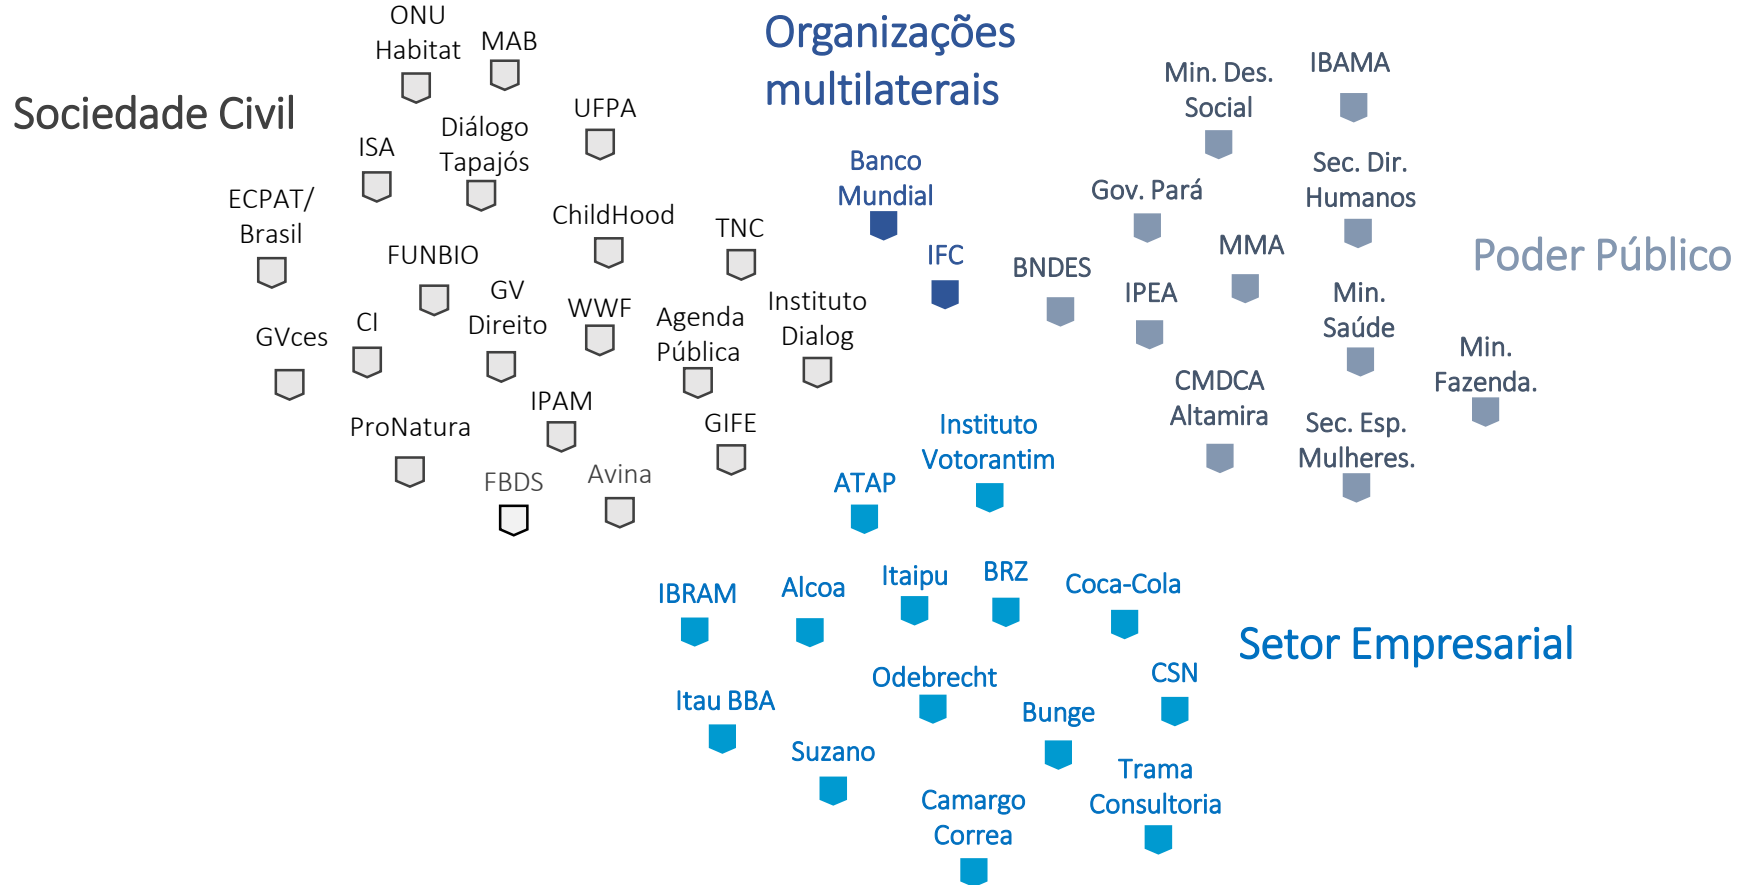 Sociedade Civil
ONU
Habitat
MAB
UFPA
ISA
Diálogo
Tapajós
ECPAT/
Brasil
ChildHood
TNC
FUNBIO
GV
Direito
WWF
Agenda
Pública
Instituto
Dialog
GVces
CI
IPAM
ProNatura
GIFE
FBDS
Avina
Organizações
multilaterais
Banco
Mundial
IFC
Poder Público
Min. Des.
Social
IBAMA
Gov. Pará
Sec. Dir.
Humanos
MMA
BNDES
IPEA
Min.
Saúde
Min.
Fazenda.
CMDCA
Altamira
Sec. Esp.
Mulheres.
Setor Empresarial
Instituto
Votorantim
ATAP
IBRAM
Alcoa
Itaipu
BRZ
Coca-Cola
Odebrecht
CSN
Itau BBA
Bunge
Suzano
Trama
Consultoria
Camargo
Correa